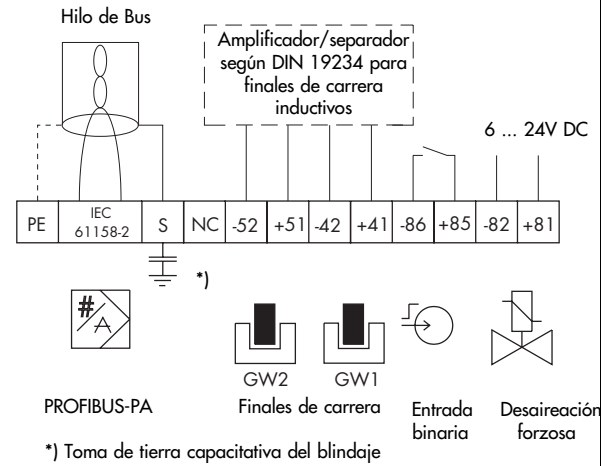 Hilo de Bus
Amplificador/separador
según DIN 19234 para
finales de carrera
inductivos
6 ... 24V DC
PE
IEC
61158-2
S
NC
-52
+51
-42
+41
-86
+85
-82
+81
*)
#
A
GW2
GW1
PROFIBUS-PA
Finales de carrera
Entrada
binaria
Desaireación
forzosa
*) Toma de tierra capacitativa del blindaje